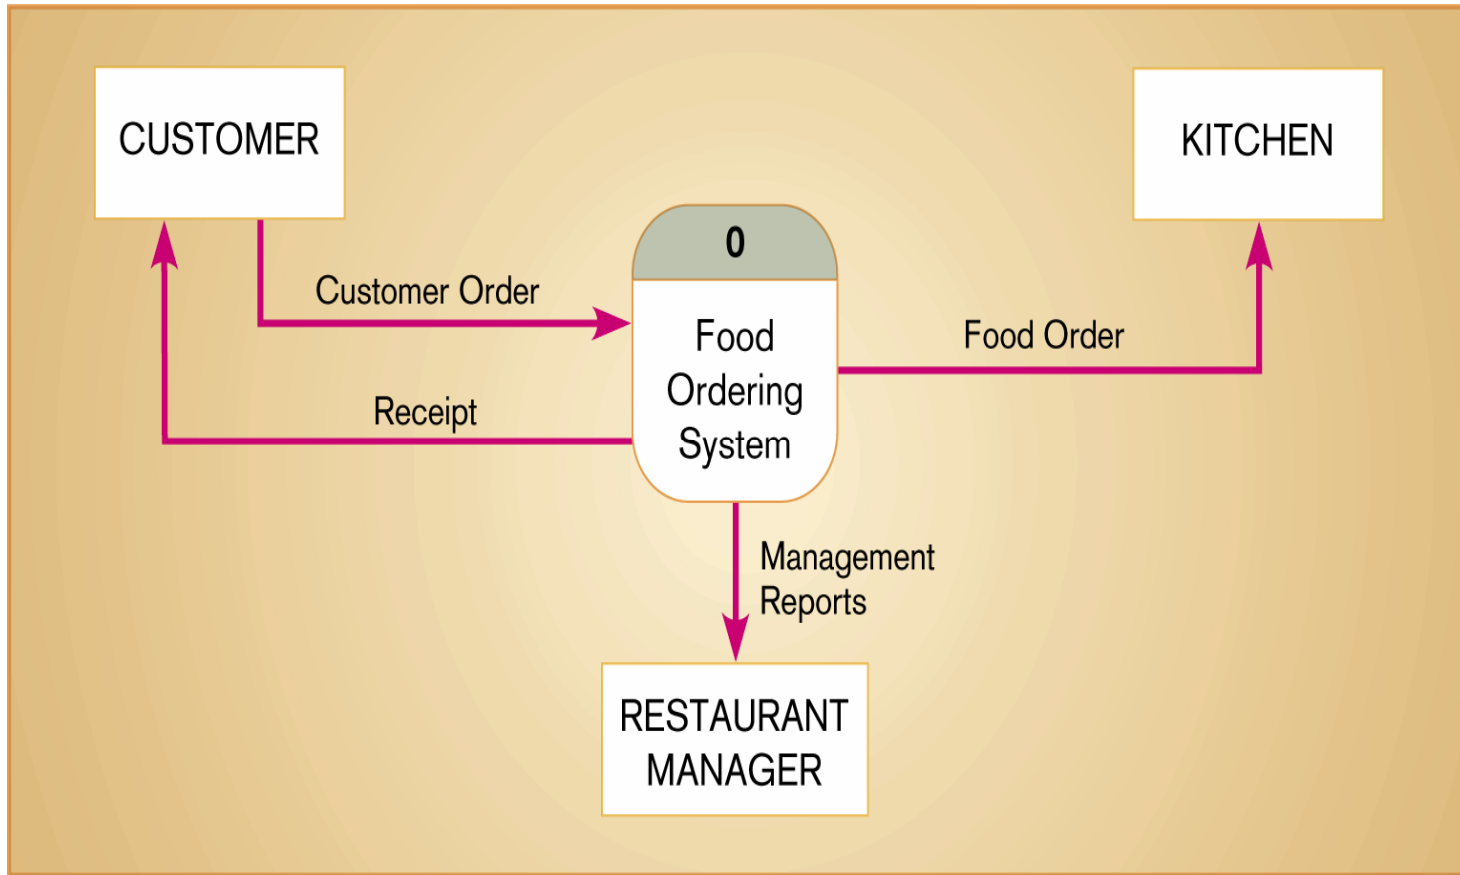 CUSTOMER
KITCHEN
0
Customer Order
Food
Ordering
System
Food Order
Receipt
Management
Reports
RESTAURANT
MANAGER